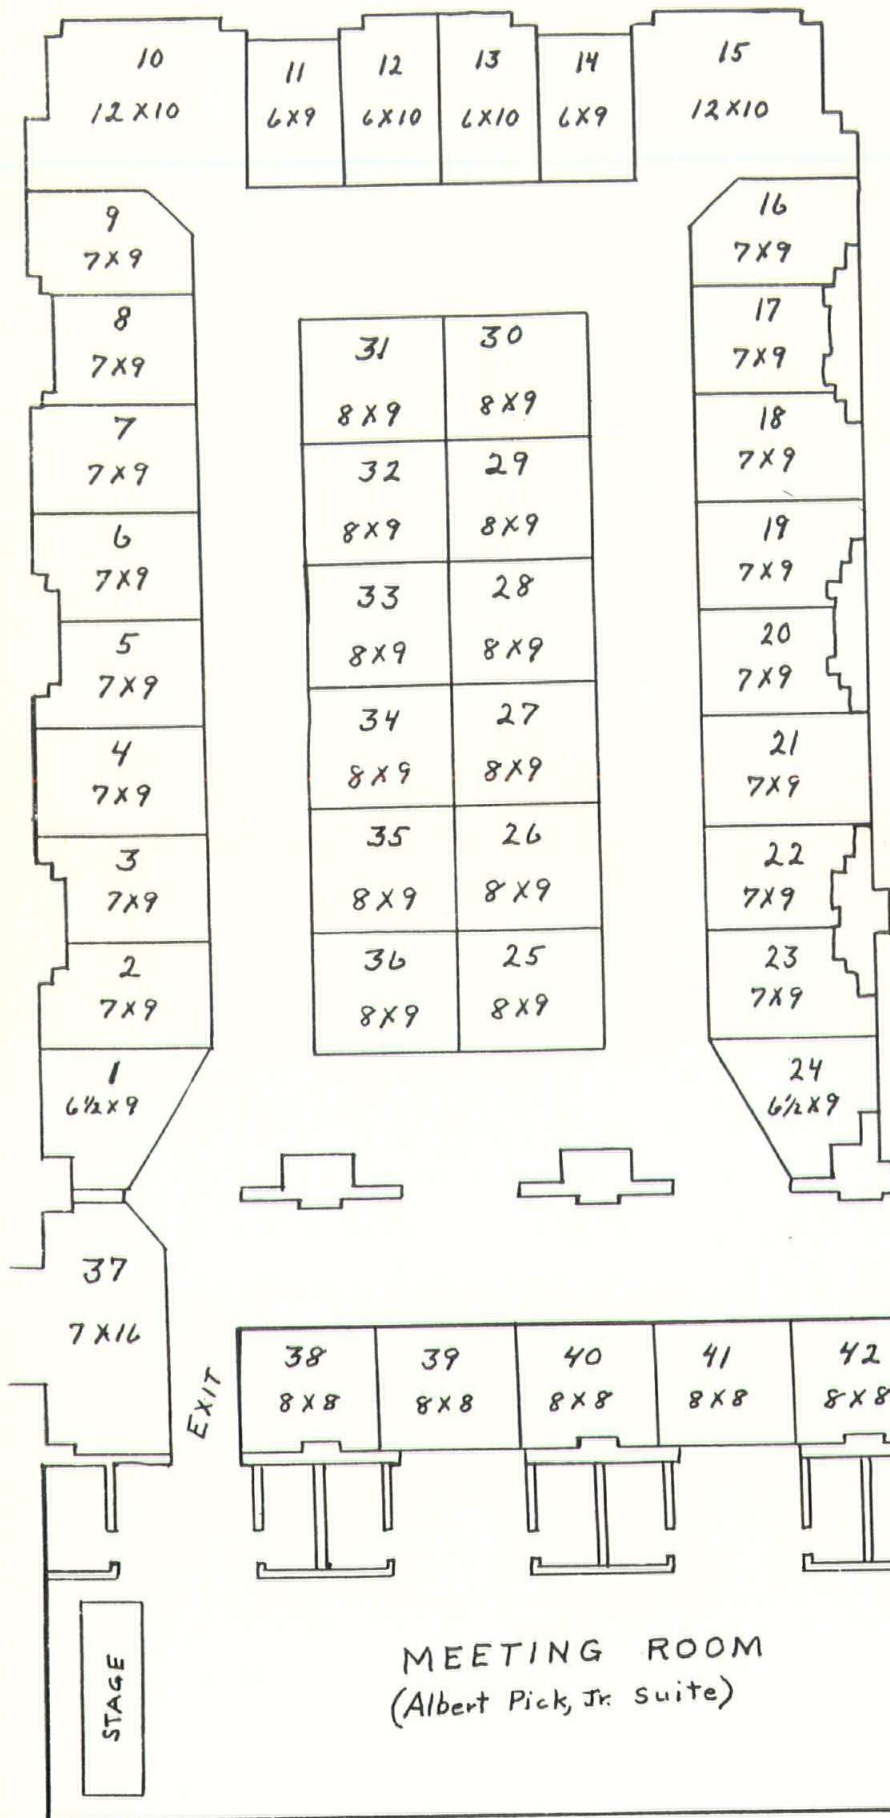 10
12 X 10
11
6 X 9
12
6 X 10
13
6 X 10
14
6 X 9
15
12 X 10
9
7 X 9
8
7 X 9
7
7 X 9
6
7 X 9
5
7 X 9
4
7 X 9
3
7 X 9
2
7 X 9
1
6 1/2 X 9
31
8 X 9
30
8 X 9
32
8 X 9
29
8 X 9
33
8 X 9
28
8 X 9
34
8 X 9
27
8 X 9
35
8 X 9
26
8 X 9
36
8 X 9
25
8 X 9
16
7 X 9
17
7 X 9
18
7 X 9
19
7 X 9
20
7 X 9
21
7 X 9
22
7 X 9
23
7 X 9
24
6 1/2 X 9
37
7 X 16
EXIT
38
8 X 8
39
8 X 8
40
8 X 8
41
8 X 8
42
8 X 8
STAGE
MEETING ROOM
(Albert Pick, Jr. Suite)